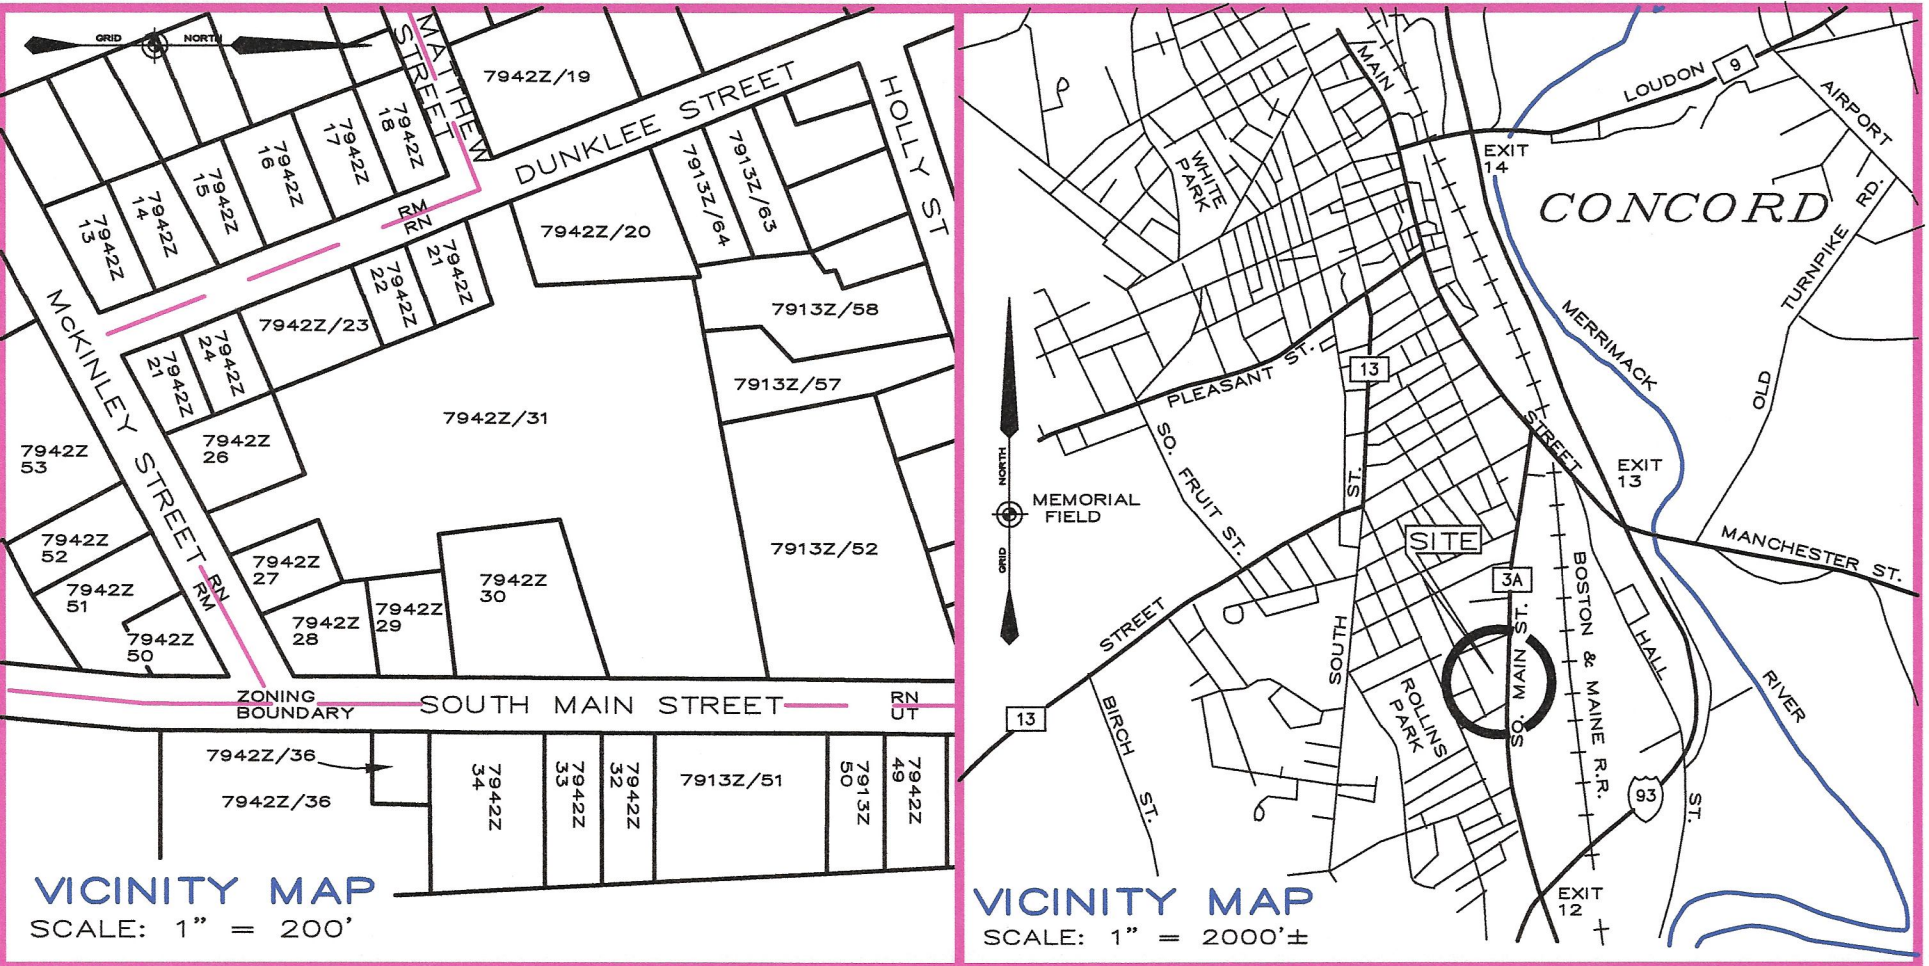 GRID
NORTH
MATTHEW
STREET
7942Z/19
DUNKLEE STREET
HOLLY ST
7942Z
18
7942Z
17
7942Z
16
7942Z
15
7942Z
14
7942Z
13
RM
RN
7913Z/63
7913Z/64
7942Z/20
7942Z
21
7942Z
22
7942Z/23
7942Z
24
7942Z
21
7913Z/58
7913Z/57
7942Z/31
McKINLEY STREET
7942Z
26
7942Z
53
7942Z
52
7942Z
51
7942Z
50
RN
RM
7942Z
27
7942Z
28
7942Z
29
7942Z
30
7913Z/52
ZONING
BOUNDARY
SOUTH MAIN STREET
RN
UT
7942Z/36
7942Z/36
7942Z
34
7942Z
33
7942Z
32
7913Z/51
7913Z
50
7942Z
49
VICINITY MAP
SCALE: 1" = 200'
MAIN
LOUDON
9
AIRPORT
RD.
EXIT
14
CONCORD
WHITE
PARK
TURNPIKE
OLD
MERRIMACK
PLEASANT ST.
13
NORTH
GRID
MEMORIAL
FIELD
SO. FRUIT ST.
ST.
STREET
EXIT
13
SITE
MANCHESTER ST.
3A
BOSTON & MAINE R.R.
HALL
STREET
SOUTH
SO. MAIN ST.
ROLLINS
PARK
RIVER
13
BIRCH
ST.
93
ST.
EXIT
12
VICINITY MAP
SCALE: 1" = 2000'±